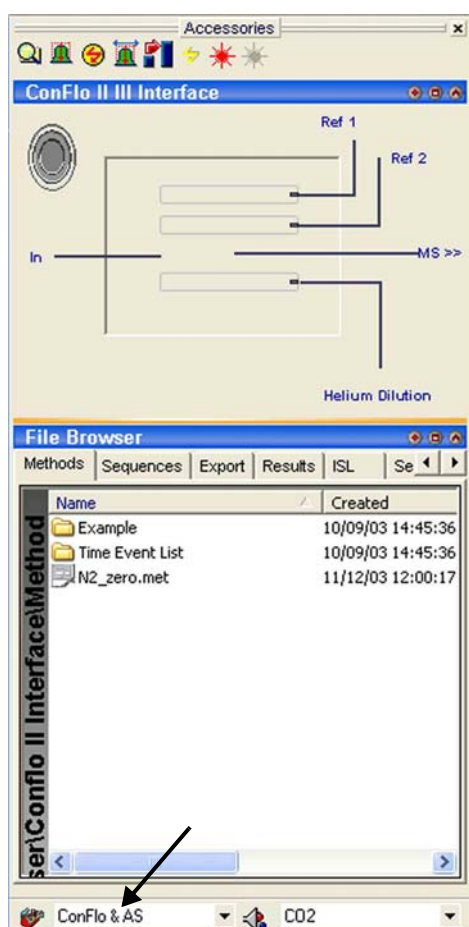 Accessories
ConFlo II III Interface
Ref 1
Ref 2
In
MS >>
Helium Dilution
File Browser
Methods Sequences Export Results ISL Se
Name Created
Example 10/09/03 14:45:36
Time Event List 10/09/03 14:45:36
N2_zero.met 11/12/03 12:00:17
ser\Conflo II Interface\Method
ConFlo & AS CO2